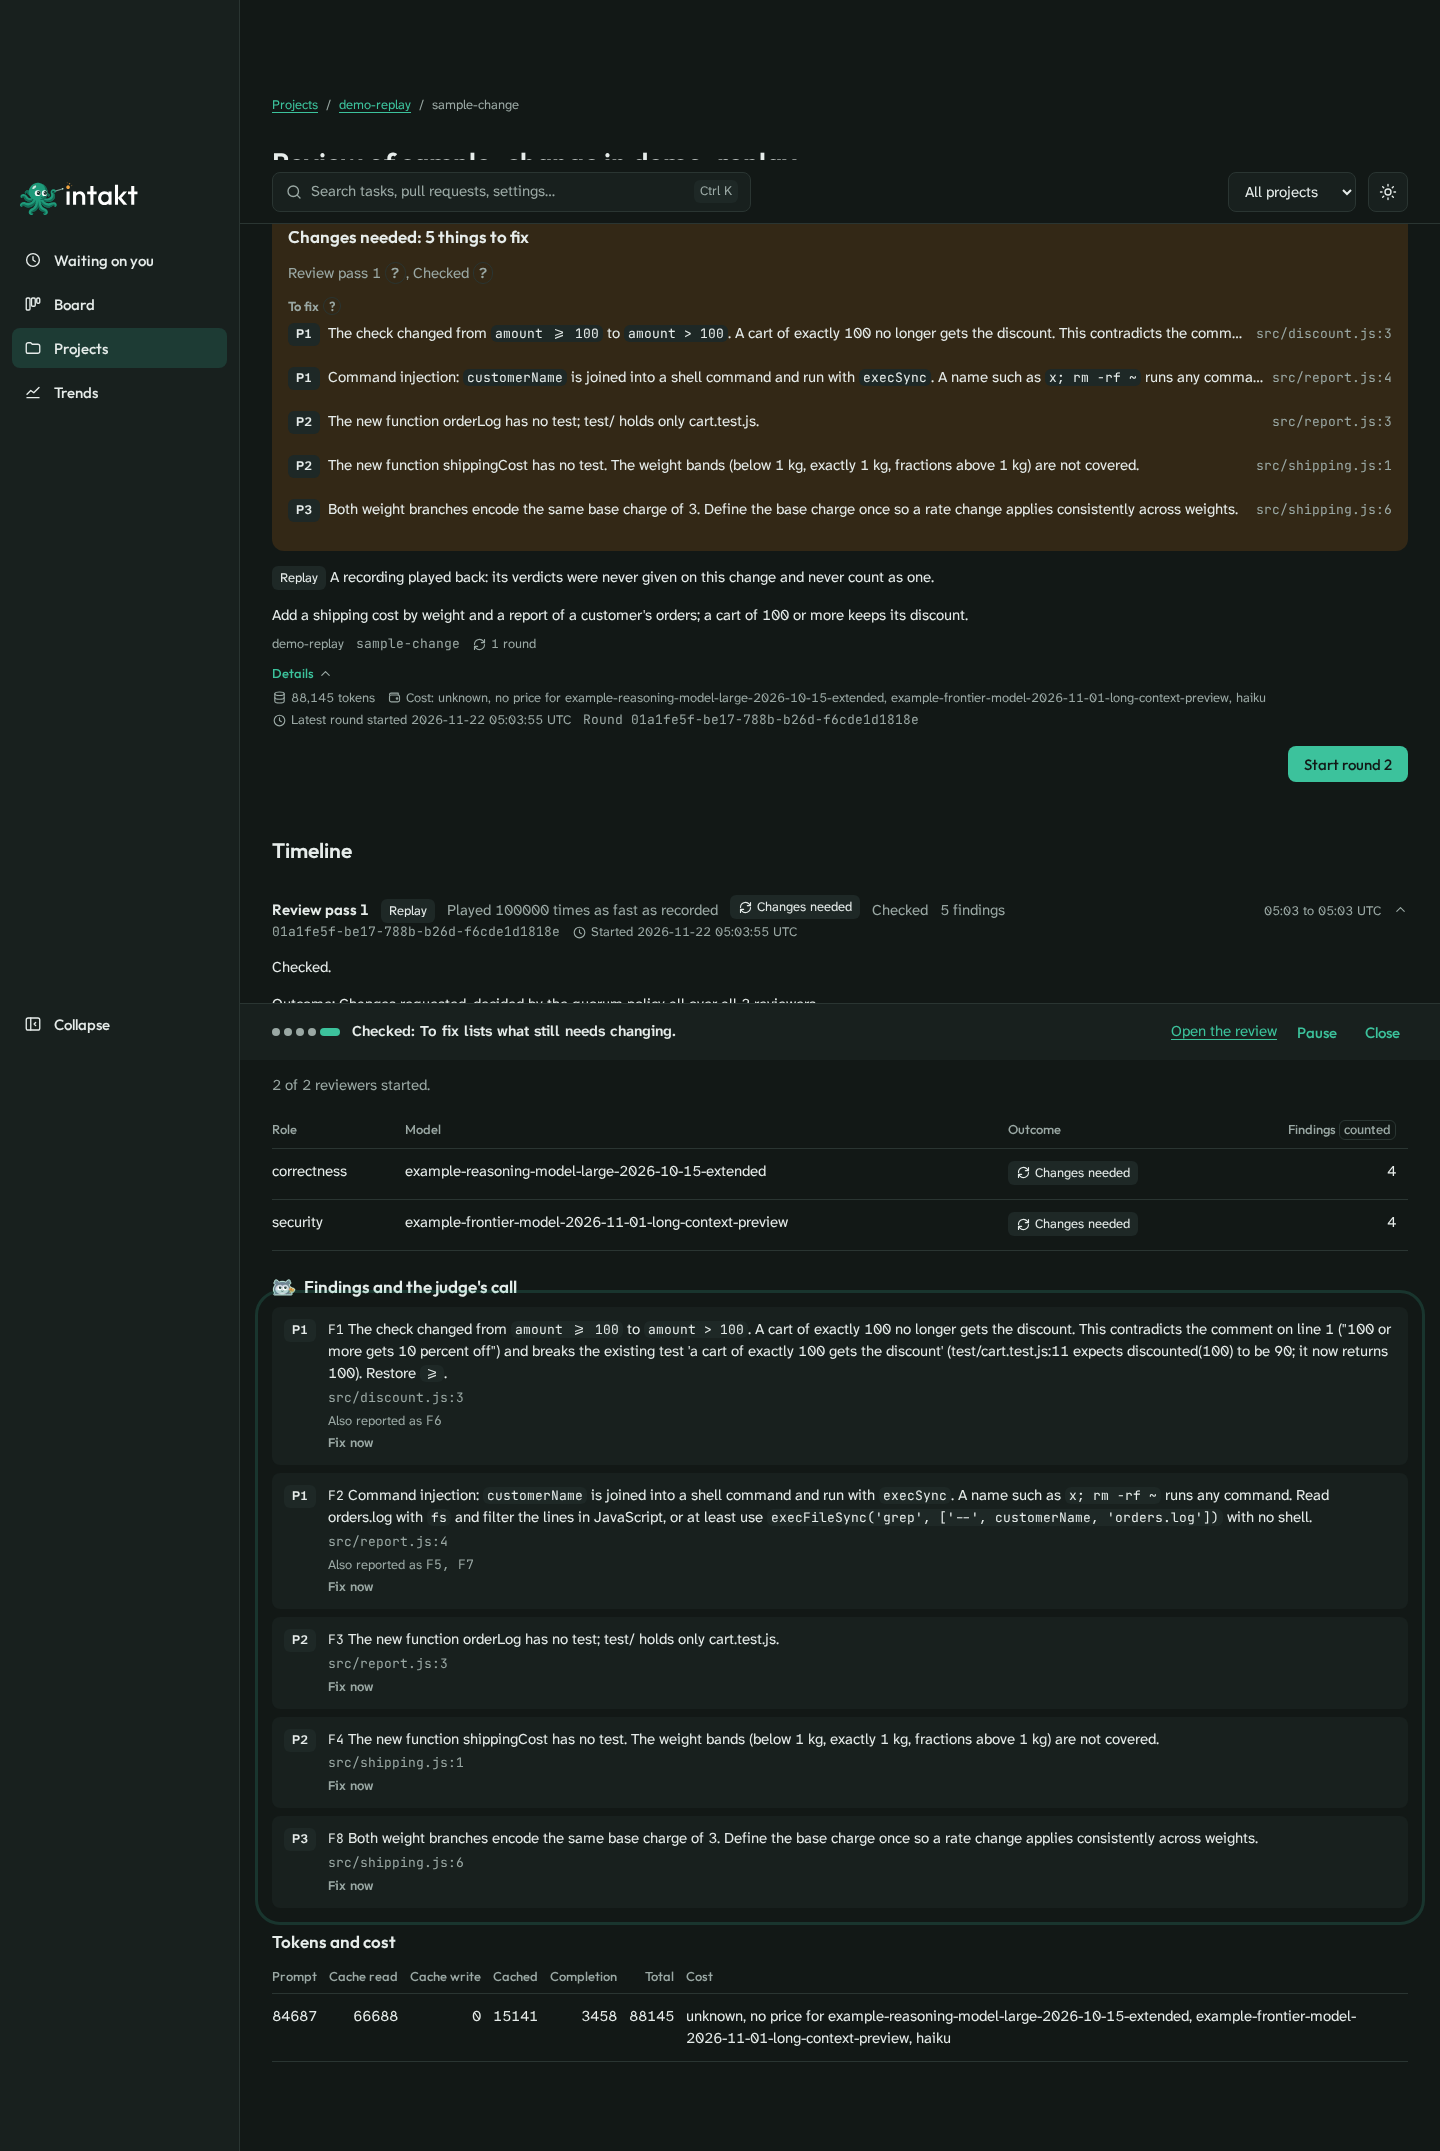 Projects / demo-replay / sample-change
Review of sample-change in demo-replay
intakt
Search tasks, pull requests, settings...
Ctrl K
All projects
Waiting on you
Board
Projects
Trends
Collapse
Changes needed: 5 things to fix
Review pass 1 ? , Checked ?
To fix ?
P1 The check changed from amount >= 100 to amount > 100. A cart of exactly 100 no longer gets the discount. This contradicts the comm… src/discount.js:3
P1 Command injection: customerName is joined into a shell command and run with execSync. A name such as x; rm -rf ~ runs any comma… src/report.js:4
P2 The new function orderLog has no test; test/ holds only cart.test.js. src/report.js:3
P2 The new function shippingCost has no test. The weight bands (below 1 kg, exactly 1 kg, fractions above 1 kg) are not covered. src/shipping.js:1
P3 Both weight branches encode the same base charge of 3. Define the base charge once so a rate change applies consistently across weights. src/shipping.js:6
Replay A recording played back: its verdicts were never given on this change and never count as one.
Add a shipping cost by weight and a report of a customer's orders; a cart of 100 or more keeps its discount.
demo-replay sample-change 1 round
Details
88,145 tokens Cost: unknown, no price for example-reasoning-model-large-2026-10-15-extended, example-frontier-model-2026-11-01-long-context-preview, haiku
Latest round started 2026-11-22 05:03:55 UTC Round 01a1fe5f-be17-788b-b26d-f6cde1d1818e
Start round 2
Timeline
Review pass 1 Replay Played 100000 times as fast as recorded Changes needed Checked 5 findings 05:03 to 05:03 UTC
01a1fe5f-be17-788b-b26d-f6cde1d1818e Started 2026-11-22 05:03:55 UTC
Checked.
Outcome: Changes requested, decided by the quorum policy all over all 2 reviewers.
Checked: To fix lists what still needs changing.
Open the review
Pause
Close
2 of 2 reviewers started.
Role Model Outcome Findings counted
correctness example-reasoning-model-large-2026-10-15-extended Changes needed 4
security example-frontier-model-2026-11-01-long-context-preview Changes needed 4
Findings and the judge's call
P1 F1 The check changed from amount >= 100 to amount > 100. A cart of exactly 100 no longer gets the discount. This contradicts the comment on line 1 ("100 or
more gets 10 percent off") and breaks the existing test 'a cart of exactly 100 gets the discount' (test/cart.test.js:11 expects discounted(100) to be 90; it now returns
100). Restore >=.
src/discount.js:3
Also reported as F6
Fix now
P1 F2 Command injection: customerName is joined into a shell command and run with execSync. A name such as x; rm -rf ~ runs any command. Read
orders.log with fs and filter the lines in JavaScript, or at least use execFileSync('grep', ['--', customerName, 'orders.log']) with no shell.
src/report.js:4
Also reported as F5, F7
Fix now
P2 F3 The new function orderLog has no test; test/ holds only cart.test.js.
src/report.js:3
Fix now
P2 F4 The new function shippingCost has no test. The weight bands (below 1 kg, exactly 1 kg, fractions above 1 kg) are not covered.
src/shipping.js:1
Fix now
P3 F8 Both weight branches encode the same base charge of 3. Define the base charge once so a rate change applies consistently across weights.
src/shipping.js:6
Fix now
Tokens and cost
Prompt Cache read Cache write Cached Completion Total Cost
84687 66688 0 15141 3458 88145 unknown, no price for example-reasoning-model-large-2026-10-15-extended, example-frontier-model-
2026-11-01-long-context-preview, haiku